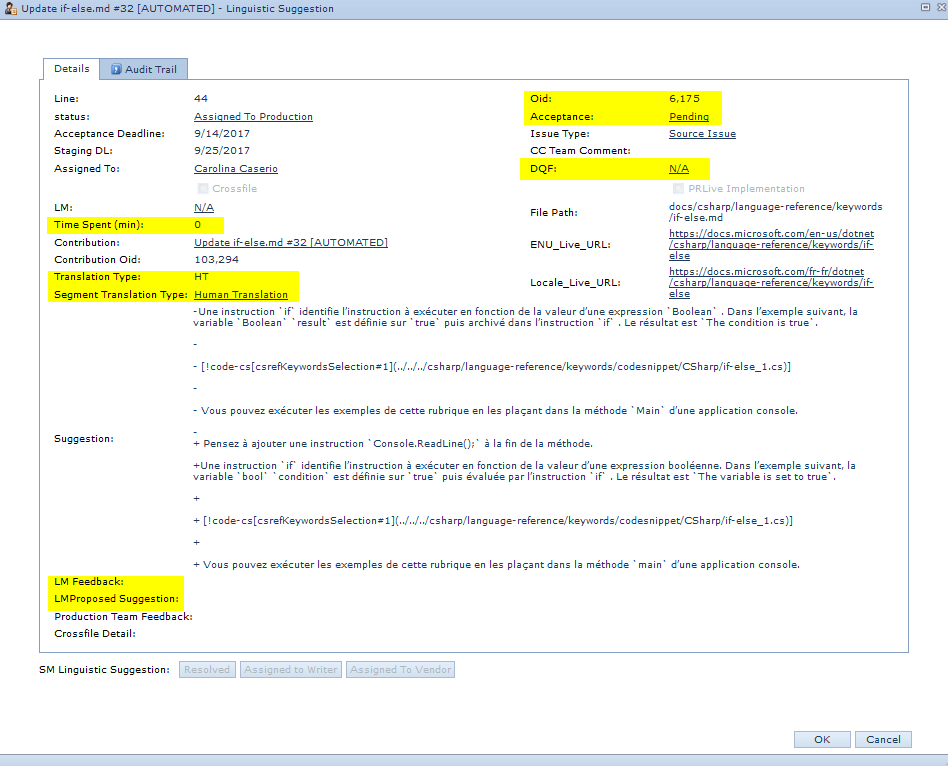 Update if-else.md #32 [AUTOMATED] - Linguistic Suggestion
Details
Audit Trail
Line: 44
Oid: 6,175
status: Assigned To Production
Acceptance: Pending
Acceptance Deadline: 9/14/2017
Issue Type: Source Issue
Staging DL: 9/25/2017
CC Team Comment:
Assigned To: Carolina Caserio
DQF: N/A
Crossfile
PRLive Implementation
LM: N/A
File Path: docs/csharp/language-reference/keywords
/if-else.md
Time Spent (min): 0
Contribution: Update if-else.md #32 [AUTOMATED]
ENU_Live_URL: https://docs.microsoft.com/en-us/dotnet
/csharp/language-reference/keywords/if-
else
Contribution Oid: 103,294
Translation Type: HT
Locale_Live_URL: https://docs.microsoft.com/fr-fr/dotnet
/csharp/language-reference/keywords/if-
else
Segment Translation Type: Human Translation
Suggestion:
-Une instruction `if` identifie l’instruction à exécuter en fonction de la valeur d’une expression `Boolean` . Dans l’exemple suivant, la
variable `Boolean` `result` est définie sur `true` puis archivé dans l’instruction `if` . Le résultat est `The condition is true`.
-
- [!code-cs[csrefKeywordsSelection#1](../../../csharp/language-reference/keywords/codesnippet/CSharp/if-else_1.cs)]
-
- Vous pouvez exécuter les exemples de cette rubrique en les plaçant dans la méthode `Main` d’une application console.
-
+ Pensez à ajouter une instruction `Console.ReadLine();` à la fin de la méthode.
+Une instruction `if` identifie l’instruction à exécuter en fonction de la valeur d’une expression booléenne. Dans l’exemple suivant, la
variable `bool` `condition` est définie sur `true` puis évaluée par l’instruction `if` . Le résultat est `The variable is set to true`.
+
+ [!code-cs[csrefKeywordsSelection#1](../../../csharp/language-reference/keywords/codesnippet/CSharp/if-else_1.cs)]
+
+ Vous pouvez exécuter les exemples de cette rubrique en les plaçant dans la méthode `main` d’une application console.
LM Feedback:
LMProposed Suggestion:
Production Team Feedback:
Crossfile Detail:
SM Linguistic Suggestion: Resolved Assigned to Writer Assigned To Vendor
OK Cancel